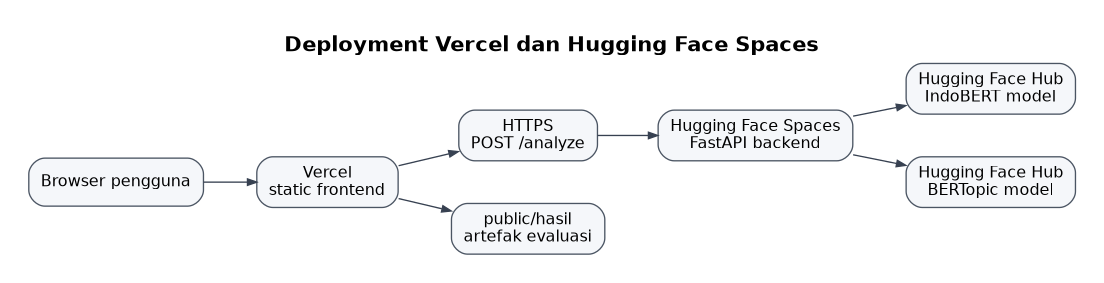 Deployment Vercel dan Hugging Face Spaces
Browser pengguna
Vercel
static frontend
HTTPS
POST /analyze
public/hasil
artefak evaluasi
Hugging Face Spaces
FastAPI backend
Hugging Face Hub
IndoBERT model
Hugging Face Hub
BERTopic model